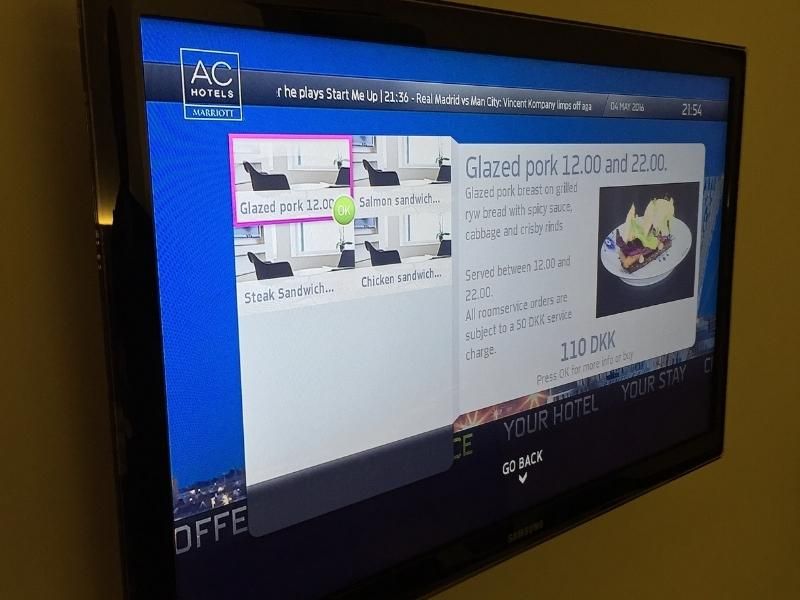 AC
HOTELS
MARRIOTT
r he plays Start Me Up | 21:36 - Real Madrid vs Man City: Vincent Kompany limps off aga
04 MAY 2016
21:54
Glazed pork 12.00
OK
Salmon sandwich...
Steak Sandwich...
Chicken sandwich...
Glazed pork 12.00 and 22.00.
Glazed pork breast on grilled
ryw bread with spicy sauce,
cabbage and crisby rinds
Served between 12.00 and
22.00.
All roomservice orders are
subject to a 50 DKK service
charge.
110 DKK
Press OK for more info or buy
OFFE
CE
YOUR HOTEL
YOUR STAY
GO BACK
SAMSUNG